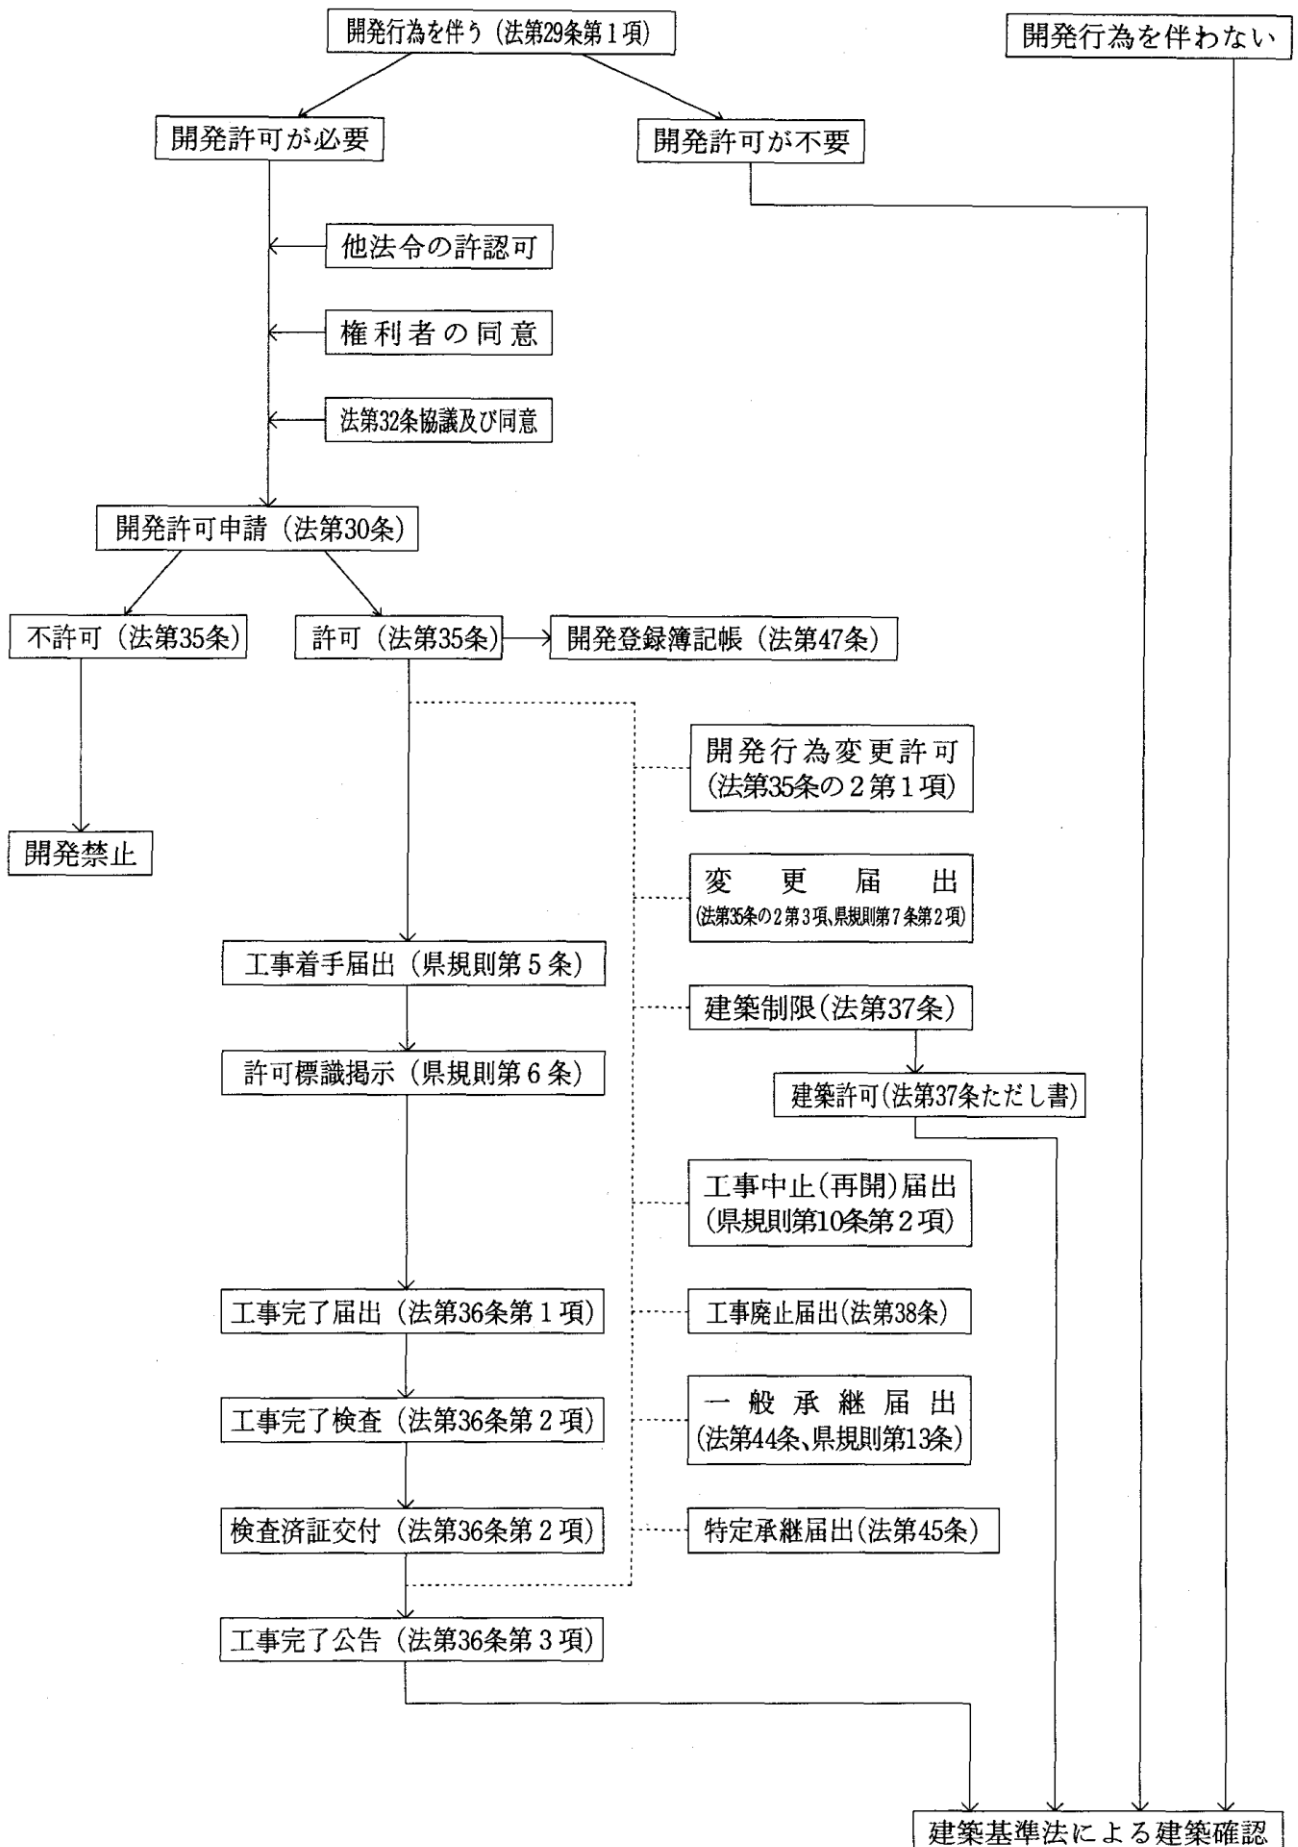 開発行為を伴う（法第29条第１項）
開発行為を伴わない
開発許可が必要
開発許可が不要
他法令の許認可
権利者の同意
法第32条協議及び同意
開発許可申請（法第30条）
不許可（法第35条）
許可（法第35条）
開発登録簿記帳（法第47条）
開発行為変更許可
（法第35条の２第１項）
開発禁止
変更届出
（法第35条の２第３項、県規則第７条第２項）
工事着手届出（県規則第５条）
建築制限（法第37条）
許可標識掲示（県規則第６条）
建築許可（法第37条ただし書）
工事中止（再開）届出
（県規則第10条第２項）
工事完了届出（法第36条第１項）
工事廃止届出（法第38条）
一般承継届出
（法第44条、県規則第13条）
工事完了検査（法第36条第２項）
検査済証交付（法第36条第２項）
特定承継届出（法第45条）
工事完了公告（法第36条第３項）
建築基準法による建築確認